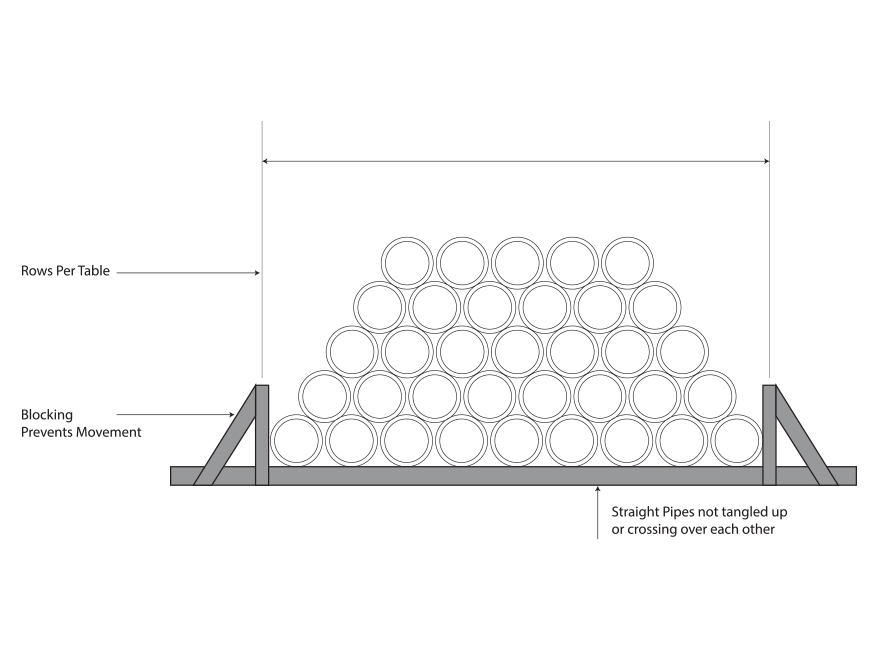 Rows Per Table
Blocking
Prevents Movement
Straight Pipes not tangled up
or crossing over each other